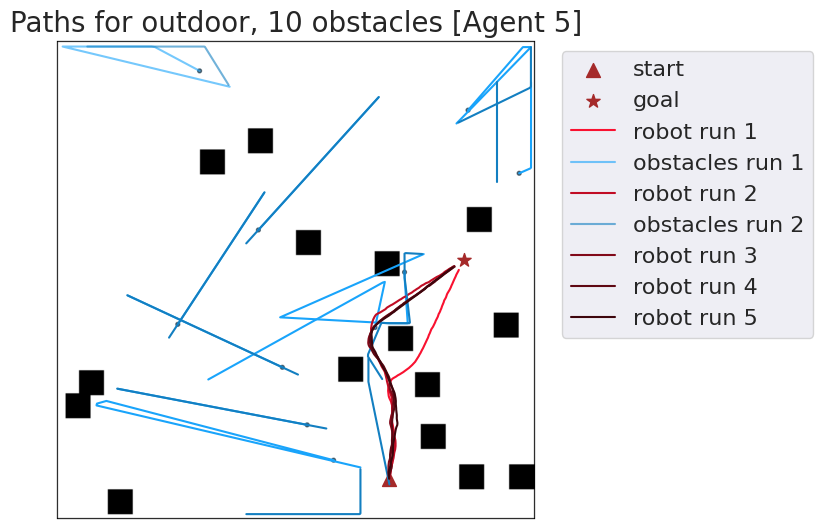 Paths for outdoor, 10 obstacles [Agent 5]
start
goal
robot run 1
obstacles run 1
robot run 2
obstacles run 2
robot run 3
robot run 4
robot run 5